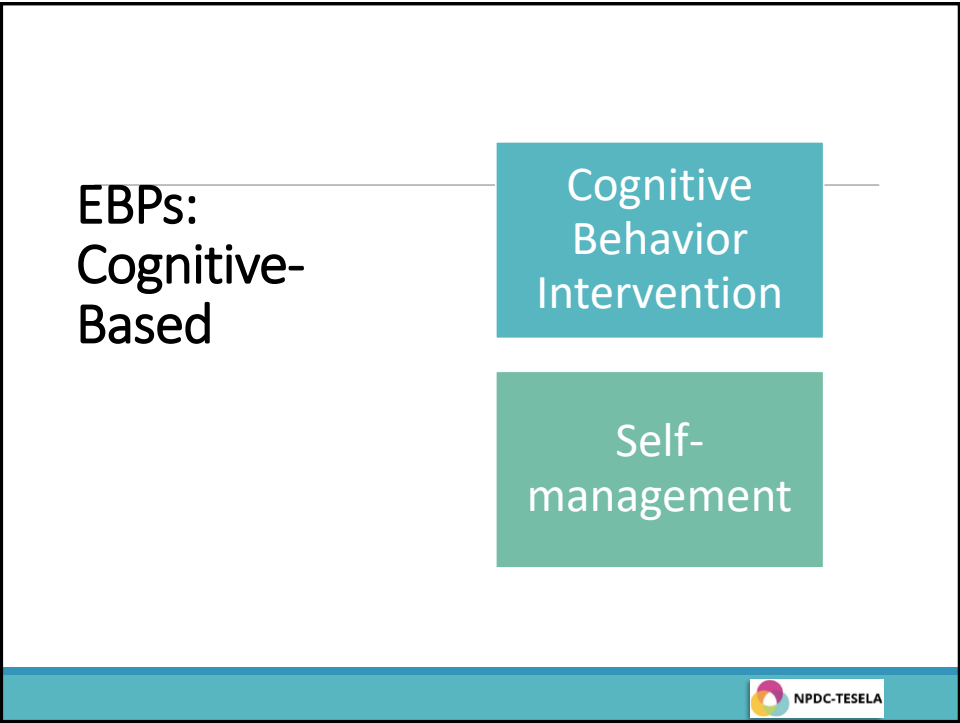 EBPs:
Cognitive-
Based
Cognitive
Behavior
Intervention
Self-
management
NPDC-TESELA